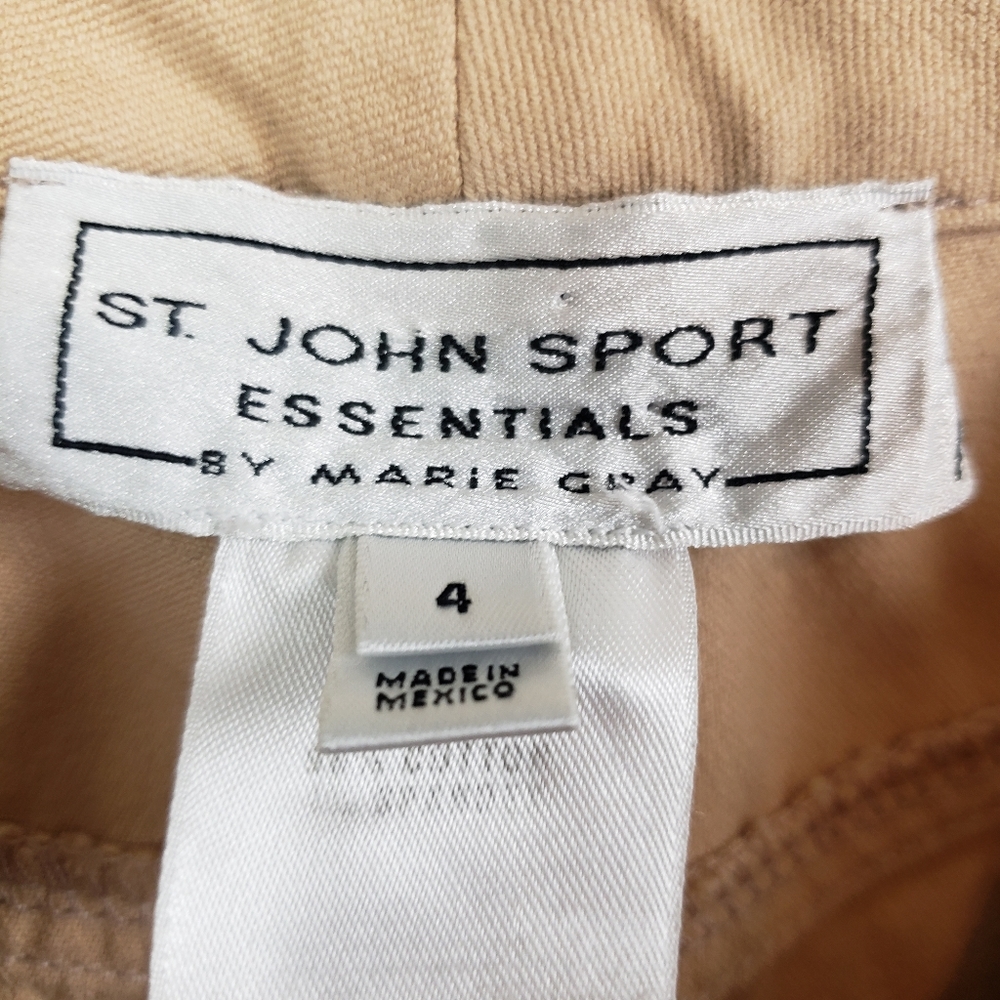 ST. JOHN SPORT
ESSENTIALS
BY MARIE GRAY
4
MADE IN
MEXICO